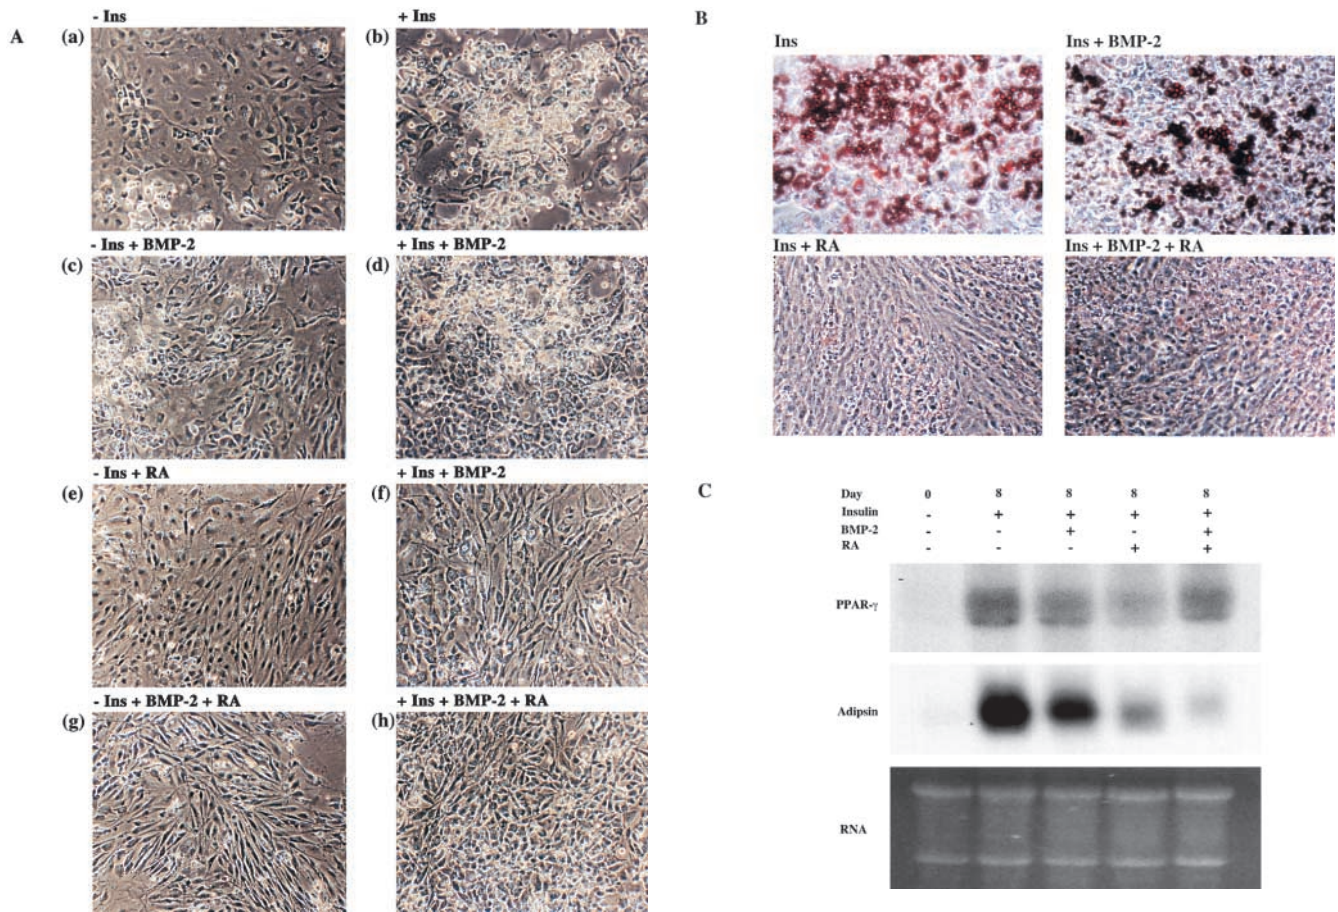 A
- Ins
+ Ins
(a)
(b)
- Ins + BMP-2
+ Ins + BMP-2
(c)
(d)
- Ins + RA
+ Ins + BMP-2
(e)
(f)
- Ins + BMP-2 + RA
+ Ins + BMP-2 + RA
(g)
(h)
B
Ins
Ins + BMP-2
Ins + RA
Ins + BMP-2 + RA
C
Day 0 8 8 8 8
Insulin - + + + +
BMP-2 - - + - +
RA - - - + +
PPAR-γ
Adipsin
RNA